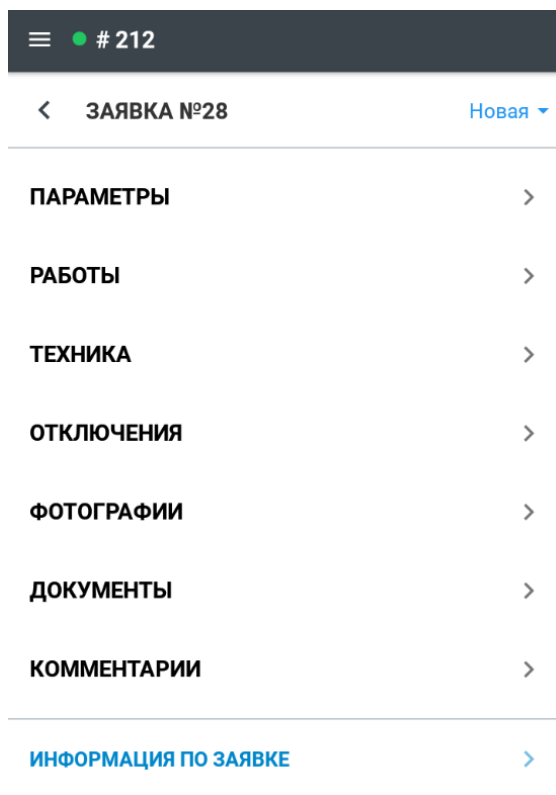 # 212
ЗАЯВКА №28 Новая
ПАРАМЕТРЫ
РАБОТЫ
ТЕХНИКА
ОТКЛЮЧЕНИЯ
ФОТОГРАФИИ
ДОКУМЕНТЫ
КОММЕНТАРИИ
ИНФОРМАЦИЯ ПО ЗАЯВКЕ